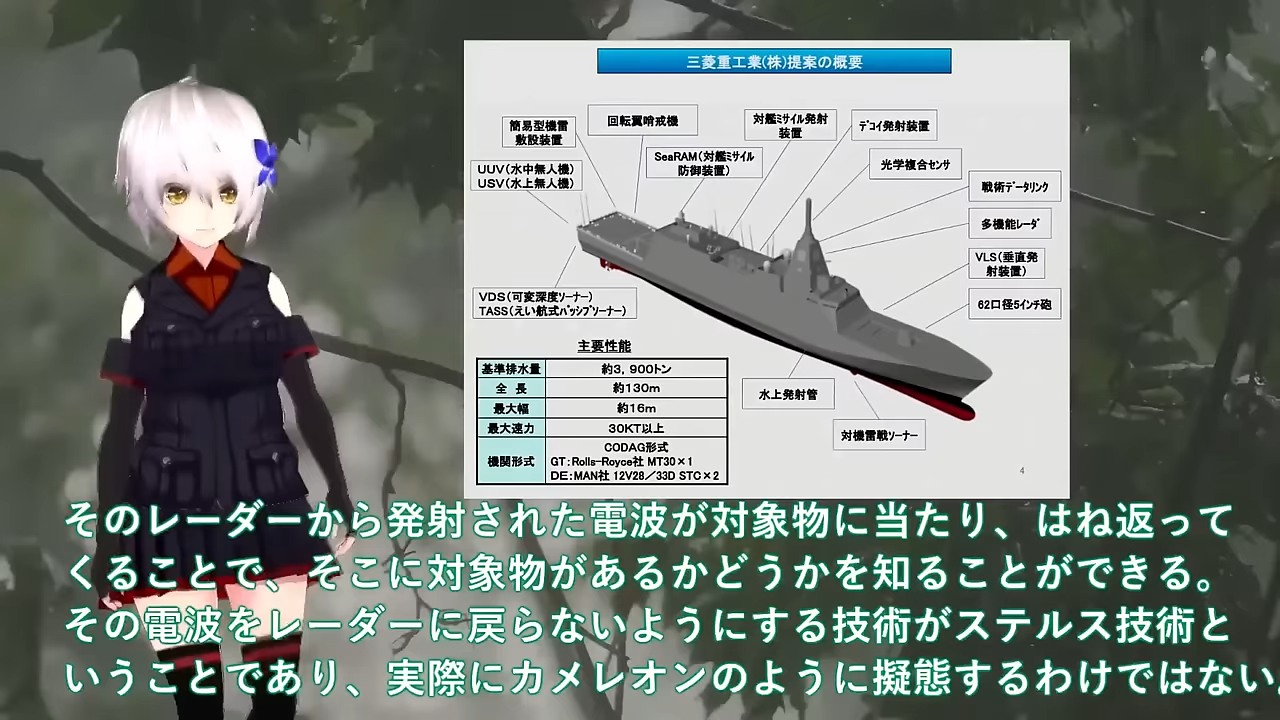 三菱重工業(株)提案の概要
簡易型機雷
敷設装置
回転翼哨戒機
対艦ミサイル発射
装置
デコイ発射装置
SeaRAM(対艦ミサイル
防御装置)
光学複合センサ
UUV(水中無人機)
USV(水上無人機)
戦術データリンク
多機能レーダ
VLS(垂直発
射装置)
62口径5インチ砲
VDS(可変深度ソーナー)
TASS(えい航式パッシブソーナー)
主要性能
基準排水量 約3,900トン
全 長 約130m
最大幅 約16m
最大速力 30KT以上
機関形式 CODAG形式
GT:Rolls-Royce社 MT30×1
DE:MAN社 12V28/33D STC×2
水上発射管
対機雷戦ソーナー
4
そのレーダーから発射された電波が対象物に当たり、はね返って
くることで、そこに対象物があるかどうかを知ることができる。
その電波をレーダーに戻らないようにする技術がステルス技術と
いうことであり、実際にカメレオンのように擬態するわけではない。